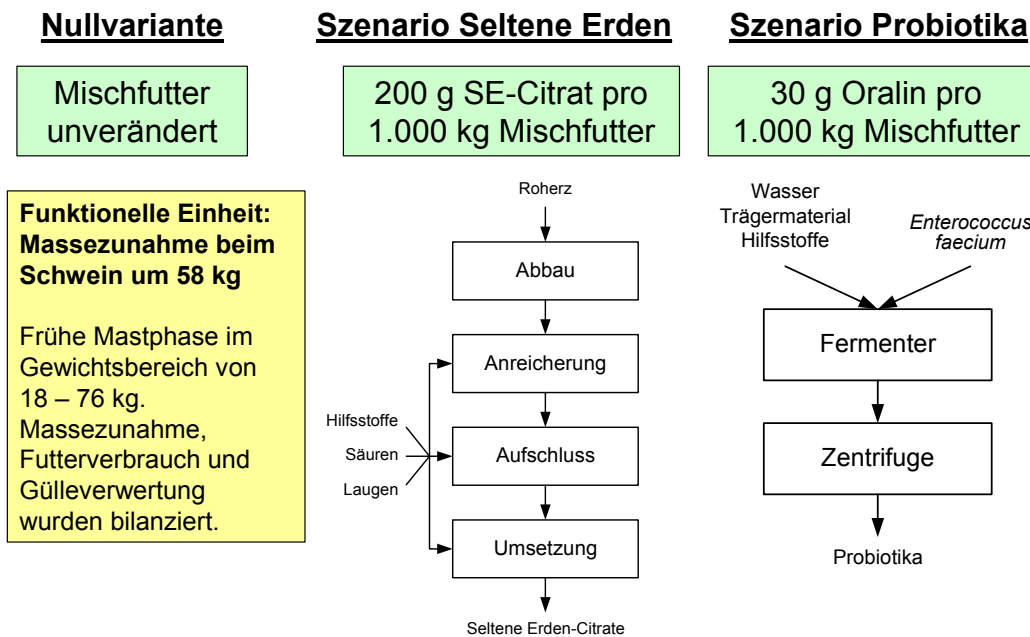 Nullvariante
Mischfutter
unverändert
Funktionelle Einheit:
Massezunahme beim
Schwein um 58 kg
Frühe Mastphase im
Gewichtsbereich von
18 – 76 kg.
Massezunahme,
Futterverbrauch und
Gülleverwertung
wurden bilanziert.
Szenario Seltene Erden
200 g SE-Citrat pro
1.000 kg Mischfutter
Roherz
Abbau
Anreicherung
Hilfsstoffe
Säuren
Laugen
Aufschluss
Umsetzung
Seltene Erden-Citrate
Szenario Probiotika
30 g Oralin pro
1.000 kg Mischfutter
Wasser
Trägermaterial
Hilfsstoffe
Enterococcus
faecium
Fermenter
Zentrifuge
Probiotika